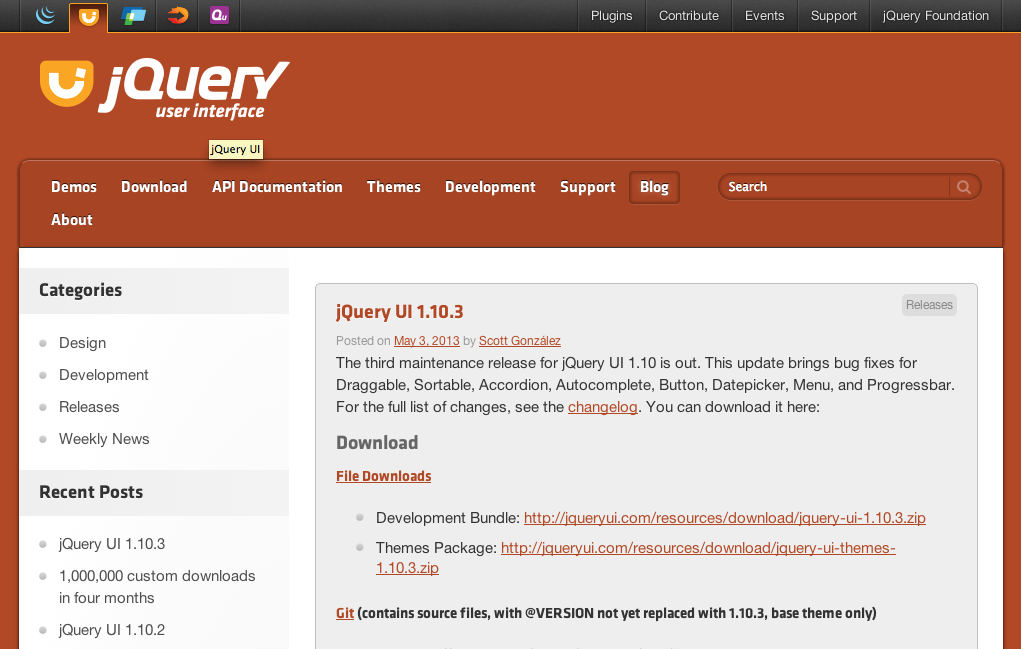 Qu
Plugins
Contribute
Events
Support
jQuery Foundation
jQuery
user interface
jQuery UI
Demos
Download
API Documentation
Themes
Development
Support
Blog
Search
About
Categories
Design
Development
Releases
Weekly News
Recent Posts
jQuery UI 1.10.3
1,000,000 custom downloads
in four months
jQuery UI 1.10.2
jQuery UI 1.10.3
Releases
Posted on May 3, 2013 by Scott González
The third maintenance release for jQuery UI 1.10 is out. This update brings bug fixes for
Draggable, Sortable, Accordion, Autocomplete, Button, Datepicker, Menu, and Progressbar.
For the full list of changes, see the changelog. You can download it here:
Download
File Downloads
Development Bundle: http://jqueryui.com/resources/download/jquery-ui-1.10.3.zip
Themes Package: http://jqueryui.com/resources/download/jquery-ui-themes-
1.10.3.zip
Git (contains source files, with @VERSION not yet replaced with 1.10.3, base theme only)